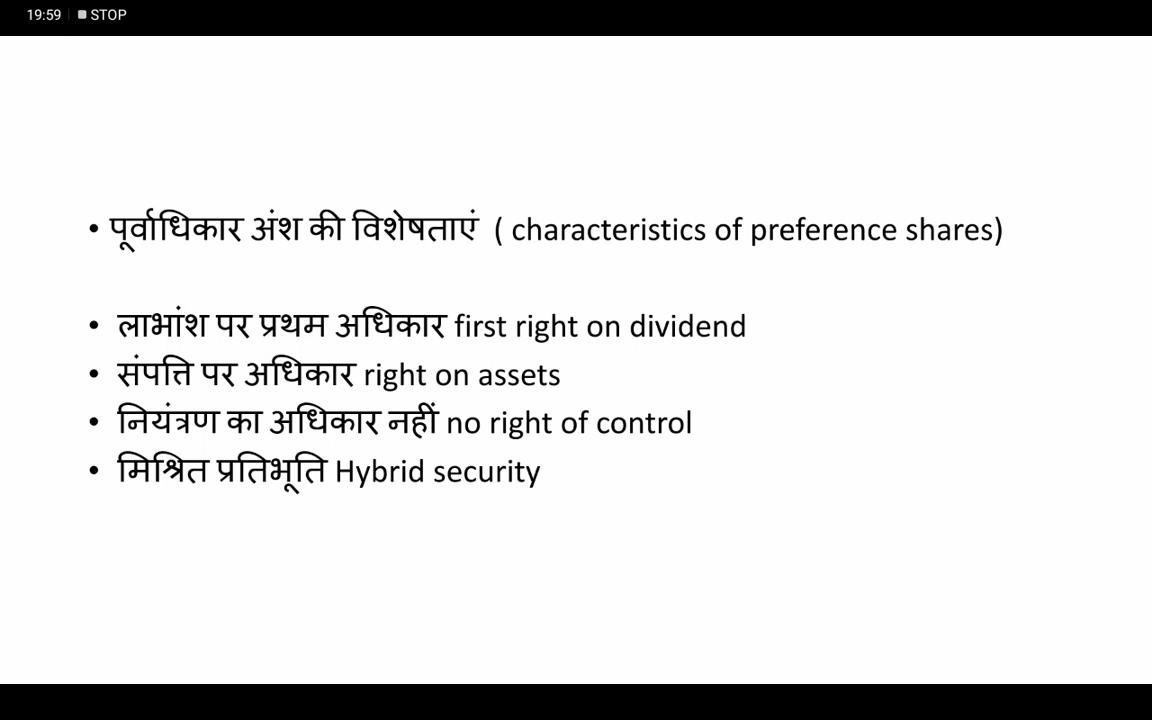 19:59 STOP
• पूर्वाधिकार अंश की विशेषताएं ( characteristics of preference shares)
• लाभांश पर प्रथम अधिकार first right on dividend
• संपत्ति पर अधिकार right on assets
• नियंत्रण का अधिकार नहीं no right of control
• मिश्रित प्रतिभूति Hybrid security